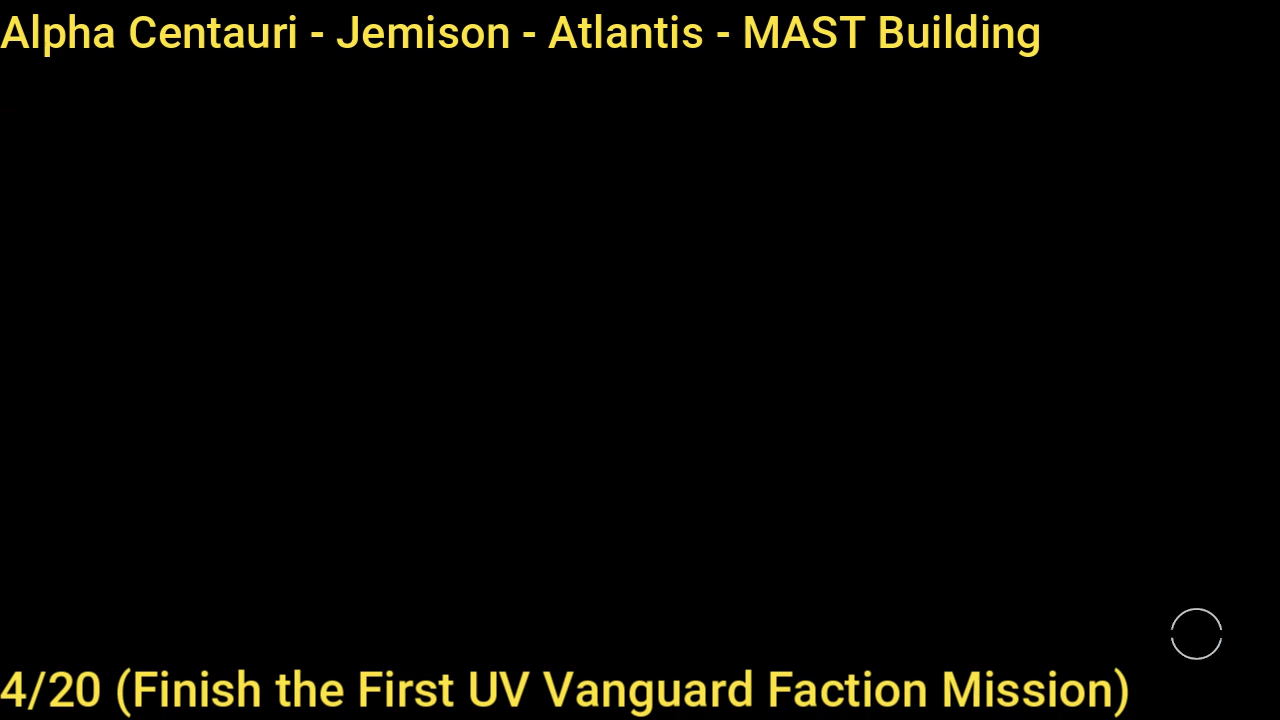 Alpha Centauri - Jemison - Atlantis - MAST Building
4/20 (Finish the First UV Vanguard Faction Mission)